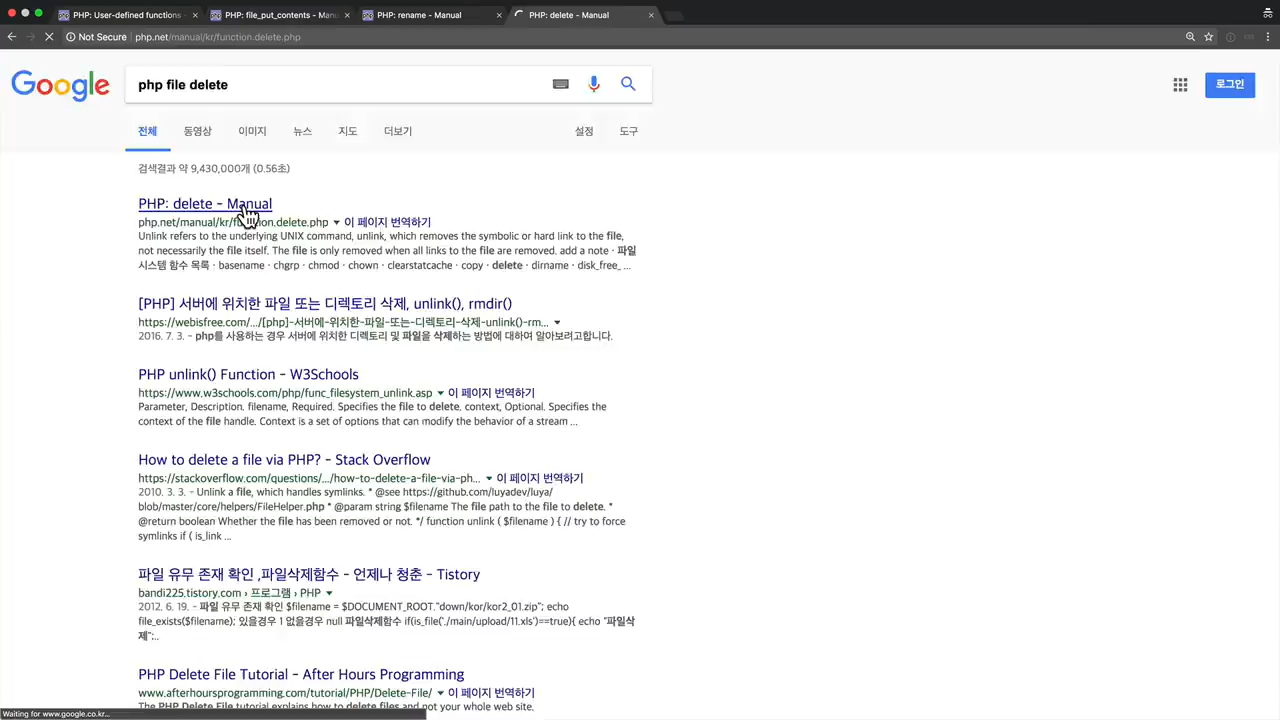 PHP: User-defined functions -
PHP: file_put_contents - Manu
PHP: rename - Manual
PHP: delete - Manual
Not Secure php.net/manual/kr/function.delete.php
Google
php file delete
로그인
전체 동영상 이미지 뉴스 지도 더보기 설정 도구
검색결과 약 9,430,000개 (0.56초)
PHP: delete - Manual
php.net/manual/kr/function.delete.php 이 페이지 번역하기
Unlink refers to the underlying UNIX command, unlink, which removes the symbolic or hard link to the file,
not necessarily the file itself. The file is only removed when all links to the file are removed. add a note · 파일
시스템 함수 목록 · basename · chgrp · chmod · chown · clearstatcache · copy · delete · dirname · disk_free_ ...
[PHP] 서버에 위치한 파일 또는 디렉토리 삭제, unlink(), rmdir()
https://webisfree.com/.../[php]-서버에-위치한-파일-또는-디렉토리-삭제-unlink()-rm...
2016. 7. 3. - php를 사용하는 경우 서버에 위치한 디렉토리 및 파일을 삭제하는 방법에 대하여 알아보려고합니다.
PHP unlink() Function - W3Schools
https://www.w3schools.com/php/func_filesystem_unlink.asp 이 페이지 번역하기
Parameter, Description. filename, Required. Specifies the file to delete. context, Optional. Specifies the
context of the file handle. Context is a set of options that can modify the behavior of a stream ...
How to delete a file via PHP? - Stack Overflow
https://stackoverflow.com/questions/.../how-to-delete-a-file-via-ph... 이 페이지 번역하기
2010. 3. 3. - Unlink a file, which handles symlinks. * @see https://github.com/luyadev/luya/
blob/master/core/helpers/FileHelper.php * @param string $filename The file path to the file to delete. *
@return boolean Whether the file has been removed or not. */ function unlink ( $filename ) { // try to force
symlinks if ( is_link ...
파일 유무 존재 확인 ,파일삭제함수 - 언제나 청춘 - Tistory
bandi225.tistory.com › 프로그램 › PHP
2012. 6. 19. - 파일 유무 존재 확인 $filename = $DOCUMENT_ROOT."down/kor/kor2_01.zip"; echo
file_exists($filename); 있을경우 1 없을경우 null 파일삭제함수 if(is_file('./main/upload/11.xls')==true){ echo "파일삭
제";..
PHP Delete File Tutorial - After Hours Programming
www.afterhoursprogramming.com/tutorial/PHP/Delete-File/ 이 페이지 번역하기
The PHP Delete File tutorial explains how to delete files and not your whole web site.
Waiting for www.google.co.kr...